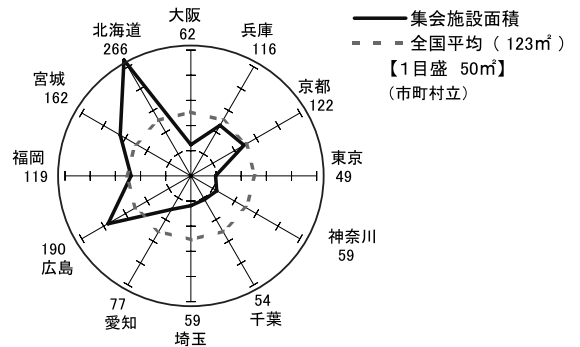 集会施設面積
全国平均（123㎡）
【１目盛　50㎡】
（市町村立）
大阪
62
兵庫
116
京都
122
東京
49
神奈川
59
54
千葉
59
埼玉
77
愛知
190
広島
福岡
119
宮城
162
北海道
266